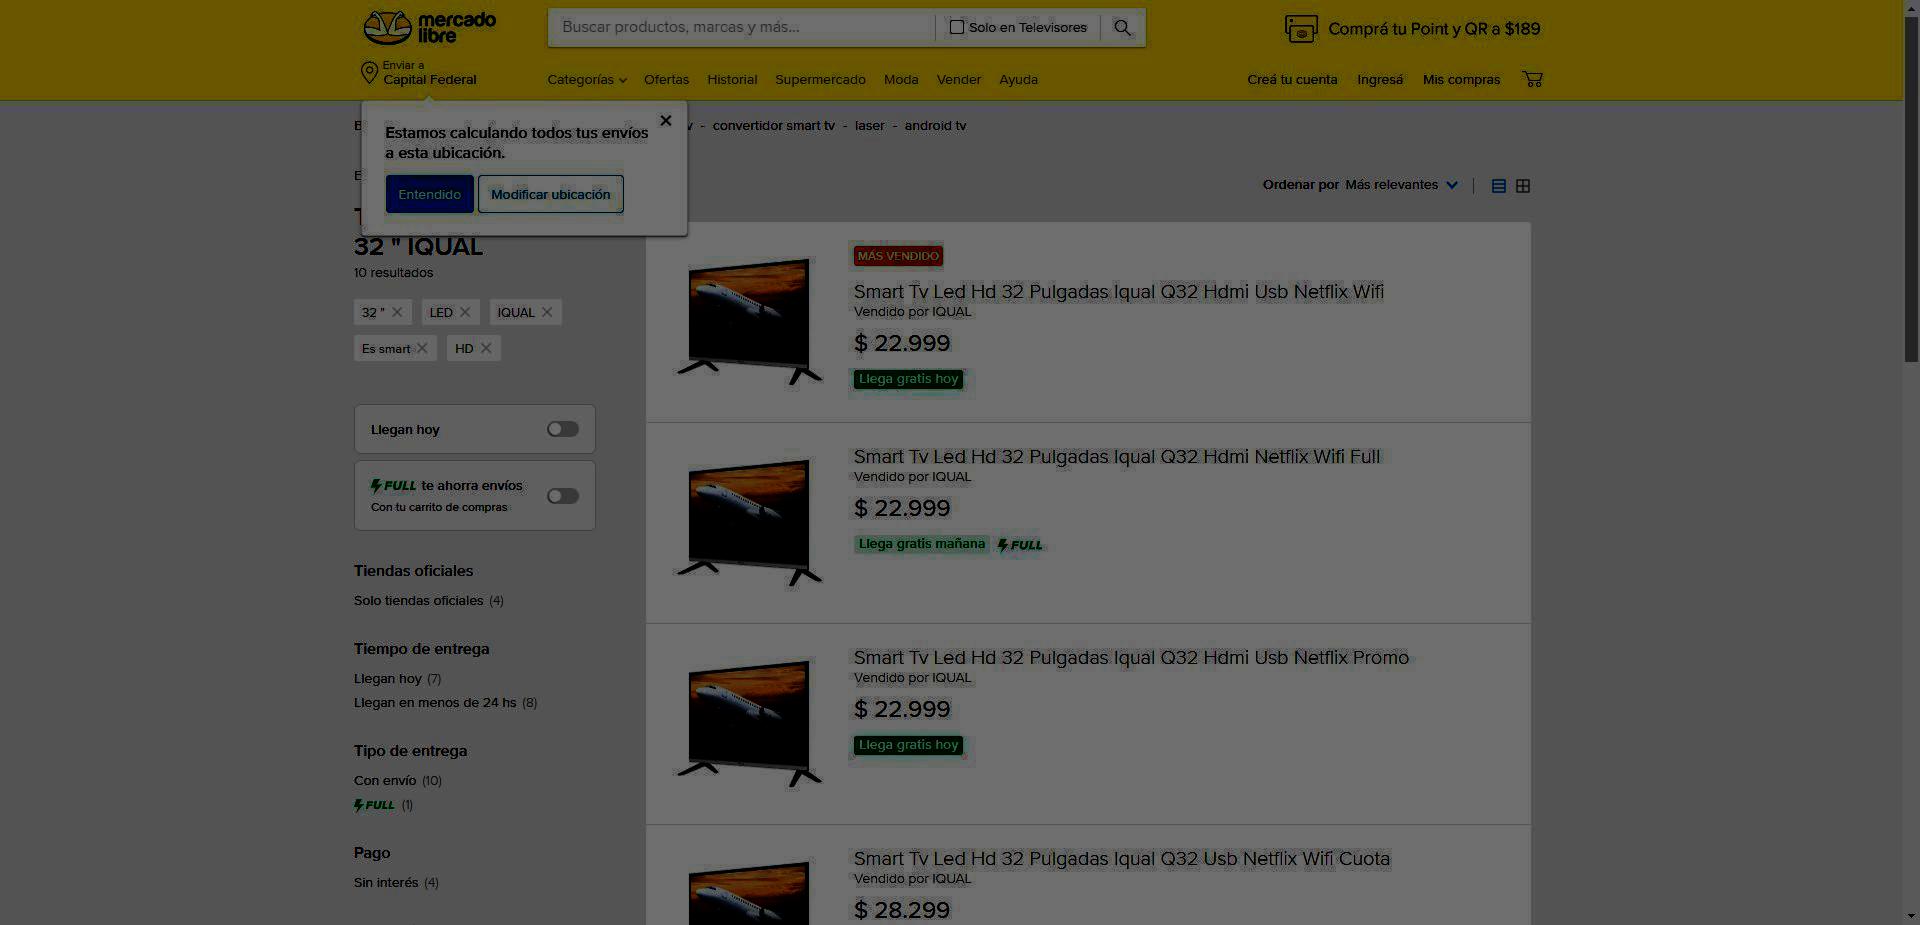 mercado
libre
Buscar productos, marcas y más...
Solo en Televisores
Comprá tu Point y QR a $189
Enviar a
Capital Federal
Categorías
Ofertas
Historial
Supermercado
Moda
Vender
Ayuda
Creá tu cuenta
Ingresá
Mis compras
- convertidor smart tv - laser - android tv
Estamos calculando todos tus envíos
a esta ubicación.
Entendido
Modificar ubicación
Ordenar por Más relevantes
32 " IQUAL
10 resultados
32 "
LED
IQUAL
Es smart
HD
Llegan hoy
FULL te ahorra envíos
Con tu carrito de compras
Tiendas oficiales
Solo tiendas oficiales (4)
Tiempo de entrega
Llegan hoy (7)
Llegan en menos de 24 hs (8)
Tipo de entrega
Con envío (10)
FULL (1)
Pago
Sin interés (4)
MÁS VENDIDO
Smart Tv Led Hd 32 Pulgadas Iqual Q32 Hdmi Usb Netflix Wifi
Vendido por IQUAL
$ 22.999
Llega gratis hoy
Smart Tv Led Hd 32 Pulgadas Iqual Q32 Hdmi Netflix Wifi Full
Vendido por IQUAL
$ 22.999
Llega gratis mañana FULL
Smart Tv Led Hd 32 Pulgadas Iqual Q32 Hdmi Usb Netflix Promo
Vendido por IQUAL
$ 22.999
Llega gratis hoy
Smart Tv Led Hd 32 Pulgadas Iqual Q32 Usb Netflix Wifi Cuota
Vendido por IQUAL
$ 28.299